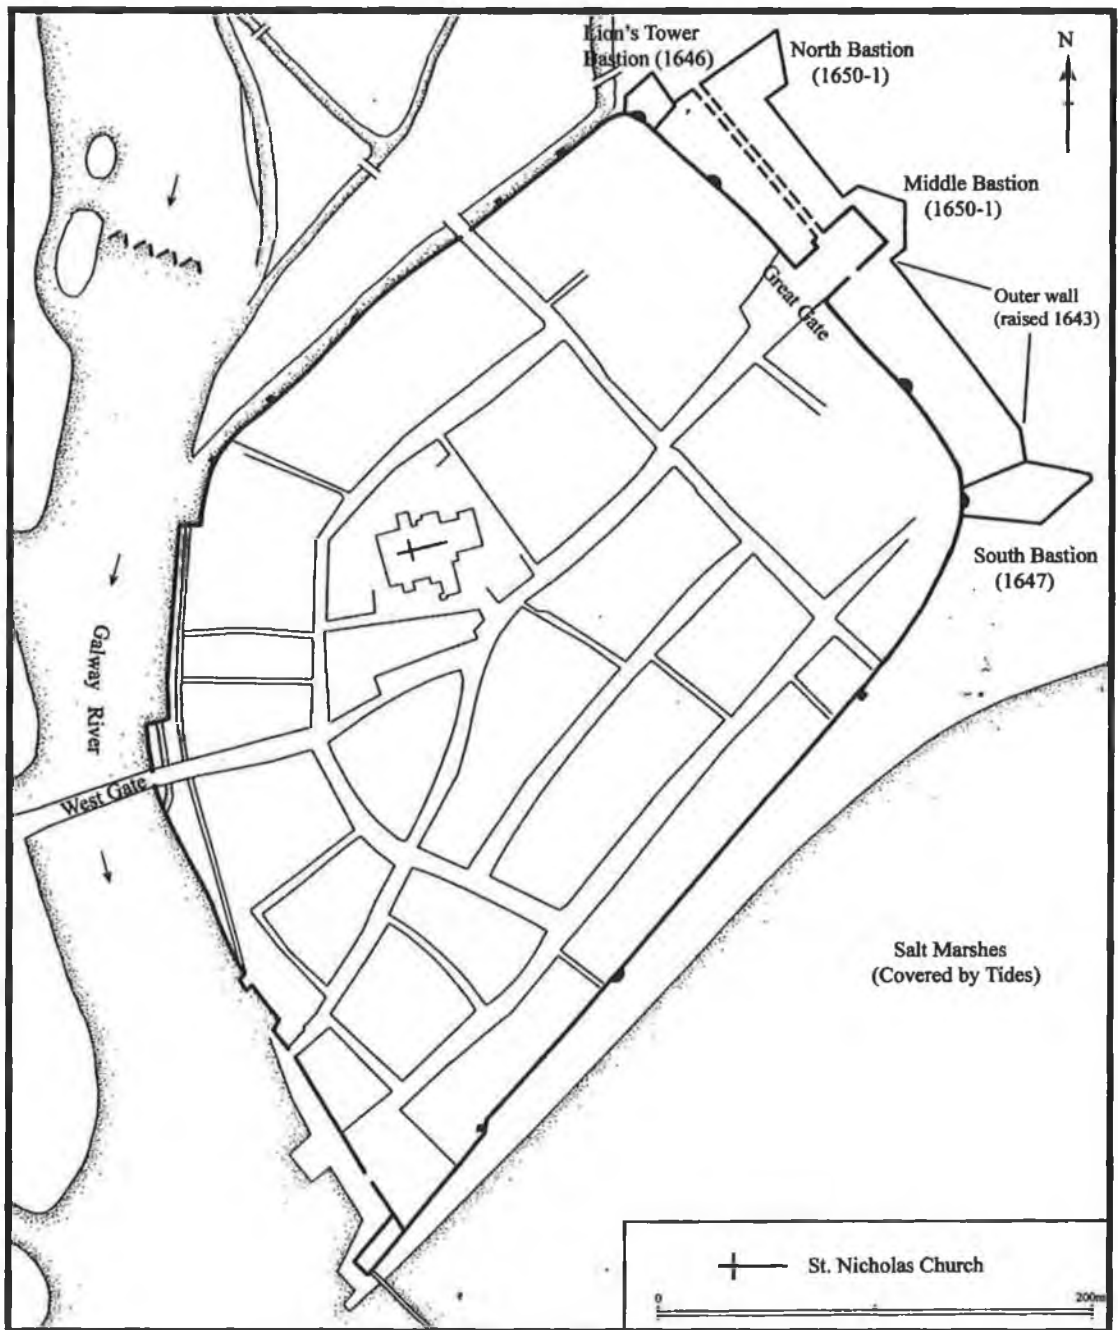 Lion's Tower
Bastion (1646)
North Bastion
(1650-1)
N
Middle Bastion
(1650-1)
Great Gate
Outer wall
(raised 1643)
South Bastion
(1647)
Galway River
West Gate
Salt Marshes
(Covered by Tides)
St. Nicholas Church
0
200m